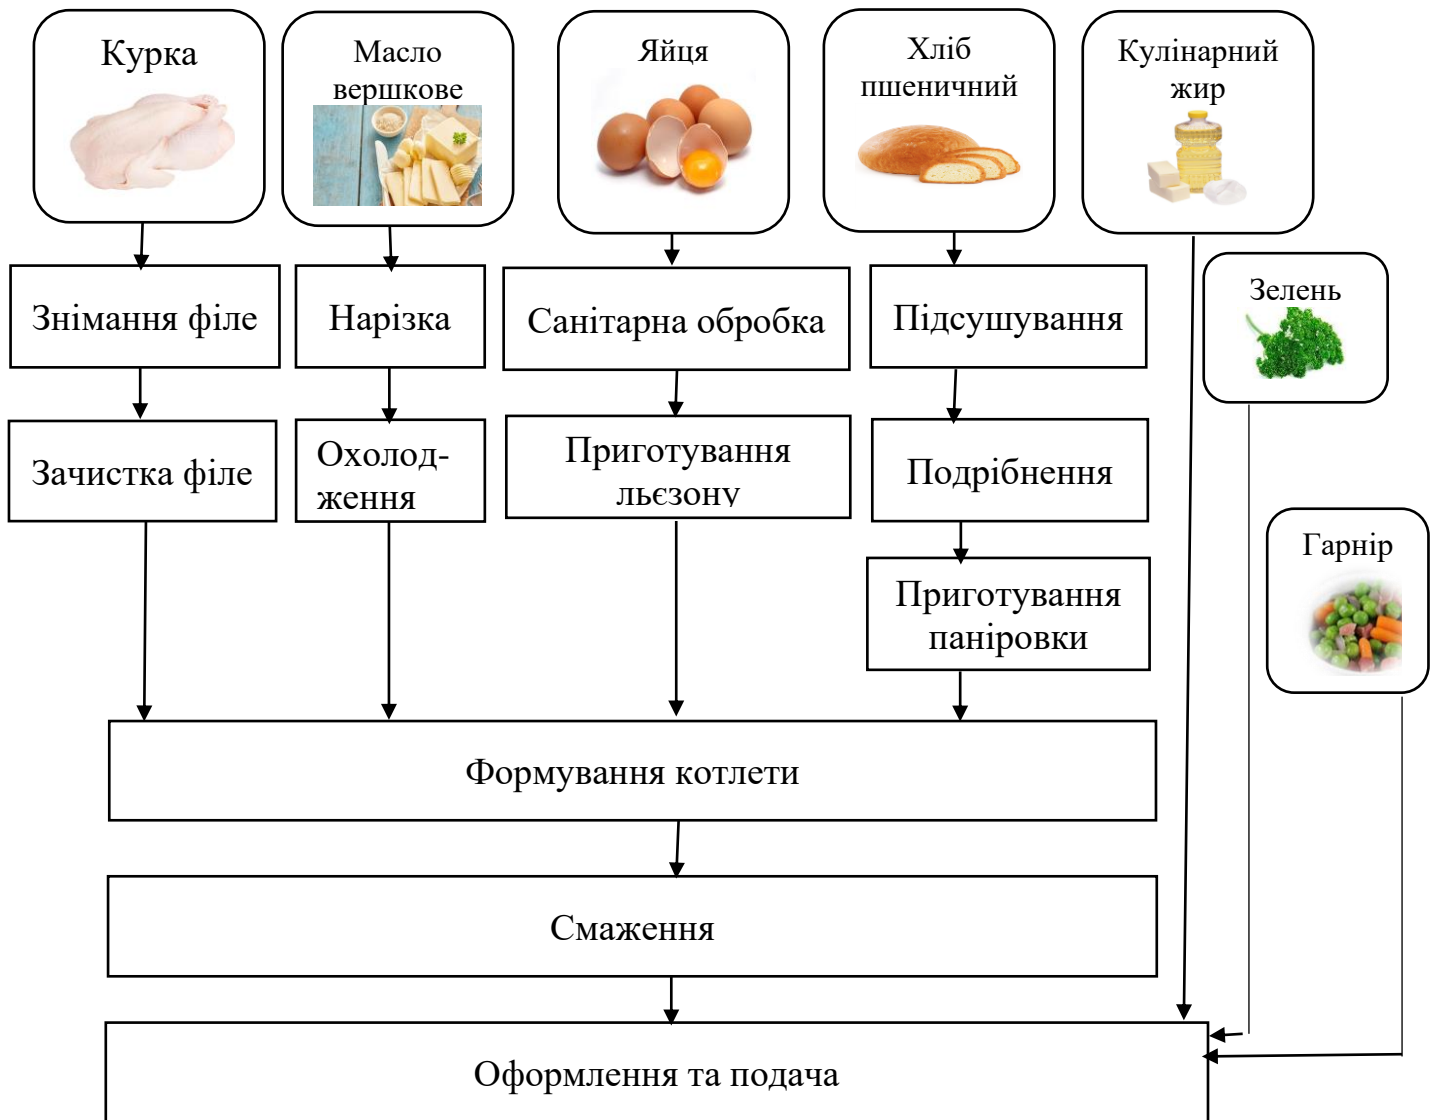 Курка
Масло
вершкове
Яйця
Хліб
пшеничний
Кулінарний
жир
Знімання філе
Нарізка
Санітарна обробка
Підсушування
Зелень
Зачистка філе
Охолод-
ження
Приготування
льєзону
Подрібнення
Гарнір
Приготування
паніровки
Формування котлети
Смаження
Оформлення та подача